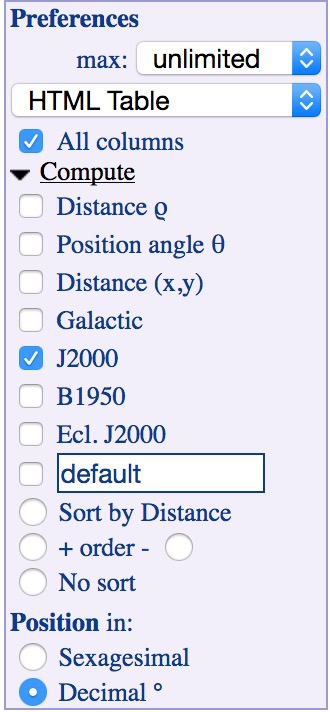 Preferences
max: unlimited
HTML Table
All columns
Compute
Distance ϱ
Position angle θ
Distance (x,y)
Galactic
J2000
B1950
Ecl. J2000
default
Sort by Distance
+ order -
No sort
Position in:
Sexagesimal
Decimal °